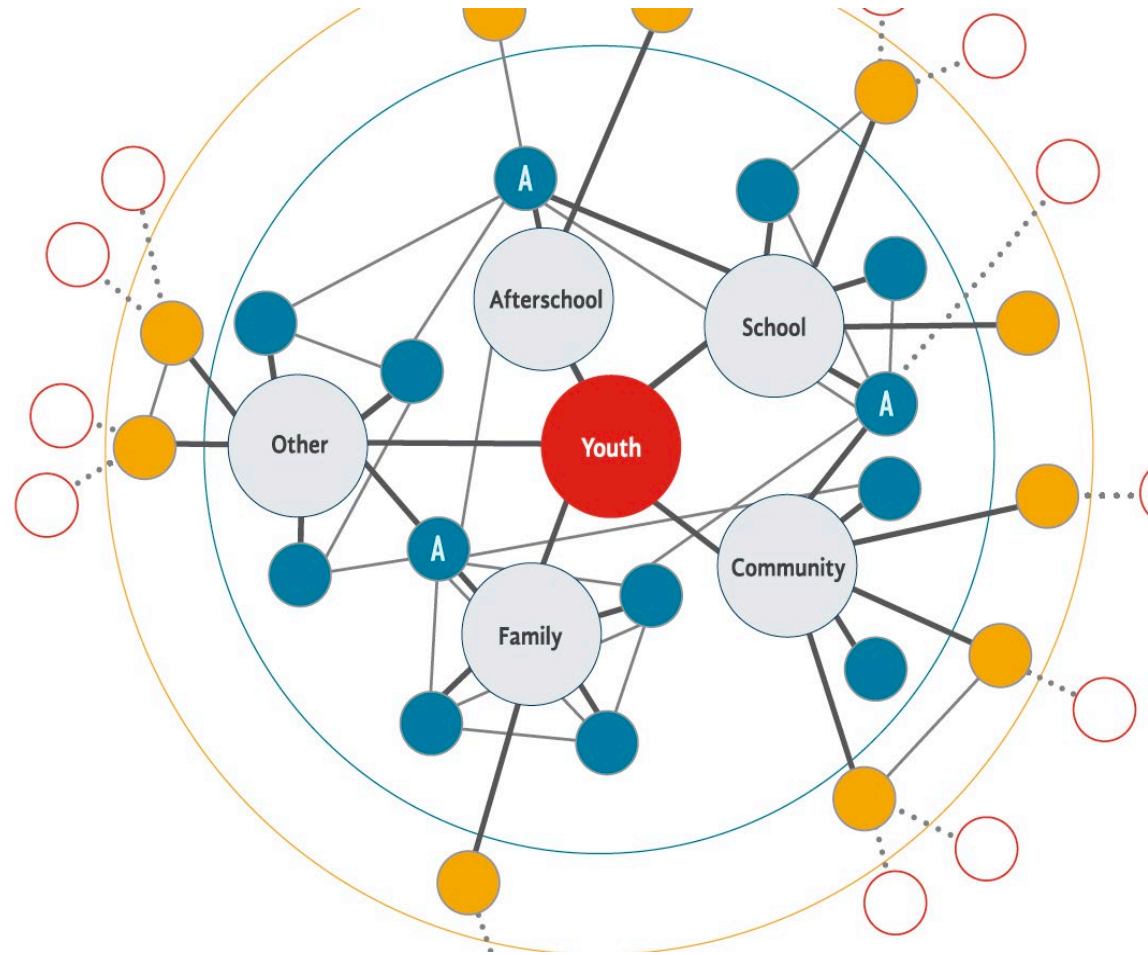 A
Afterschool
School
A
Other
Youth
A
Community
Family